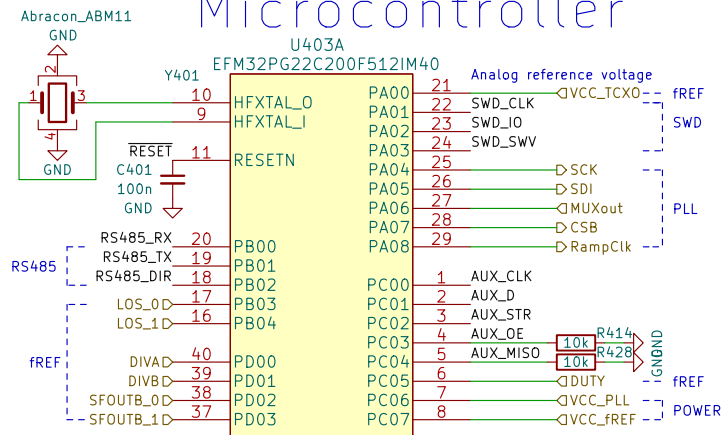 Microcontroller
Abracon_ABM11
GND
Y401
2
1
3
4
GND
U403A
EFM32PG22C200F512IM40
10 HFXTAL_O
9 HFXTAL_I
RESET
11 RESETN
C401
100n
GND
RS485
RS485_RX 20 PB00
RS485_TX 19 PB01
RS485_DIR 18 PB02
fREF
LOS_0 17 PB03
LOS_1 16 PB04
DIVA 40 PD00
DIVB 39 PD01
SFOUTB_0 38 PD02
SFOUTB_1 37 PD03
Analog reference voltage
PA00 21 VCC_TCXO fREF
PA01 22 SWD_CLK
PA02 23 SWD_IO
PA03 24 SWD_SWV
SWD
PA04 25 SCK
PA05 26 SDI
PA06 27 MUXout
PA07 28 CSB
PA08 29 RampClk
PLL
PC00 1 AUX_CLK
PC01 2 AUX_D
PC02 3 AUX_STR
PC03 4 AUX_OE 10k R414 GND
PC04 5 AUX_MISO 10k R428 GND
PC05 6 DUTY fREF
PC06 7 VCC_PLL
PC07 8 VCC_fREF
POWER